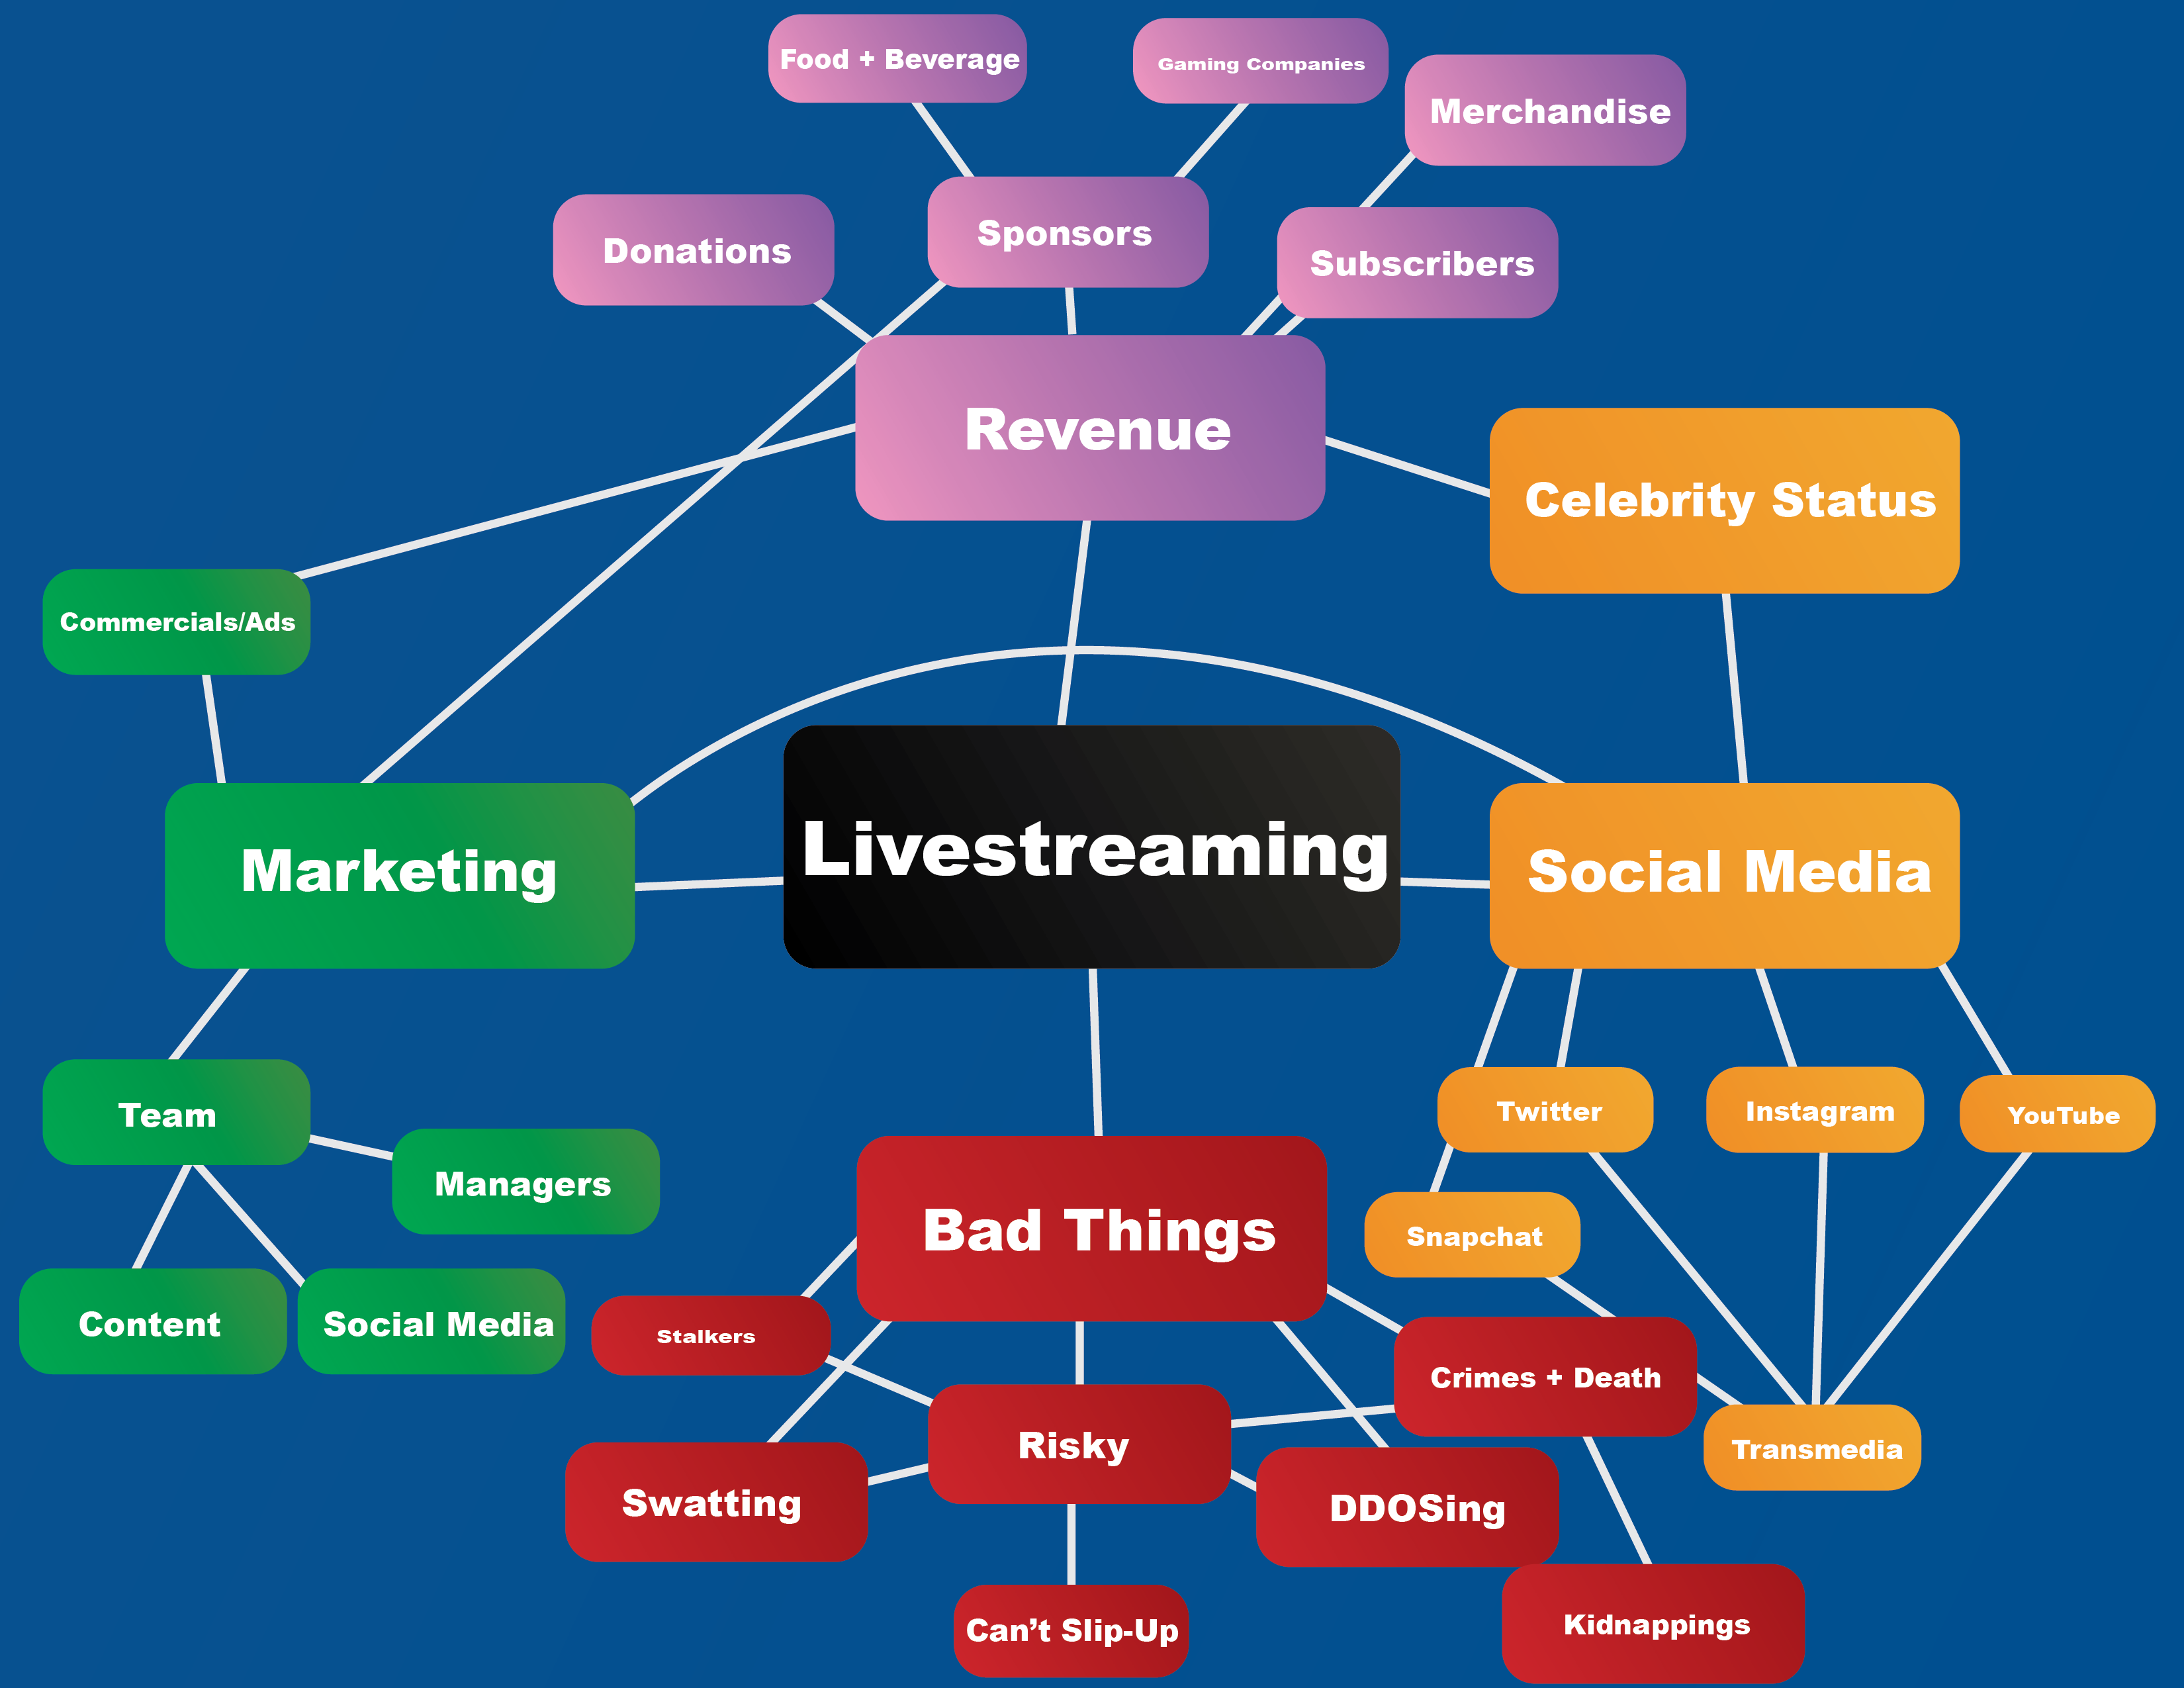 Food + Beverage
Gaming Companies
Merchandise
Donations
Sponsors
Subscribers
Revenue
Celebrity Status
Commercials/Ads
Marketing
Livestreaming
Social Media
Team
Managers
Content
Social Media
Twitter
Instagram
YouTube
Snapchat
Bad Things
Stalkers
Crimes + Death
Risky
Transmedia
Swatting
DDOSing
Can’t Slip-Up
Kidnappings